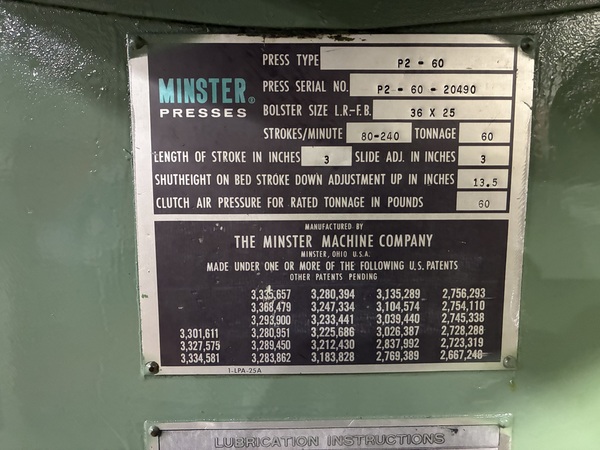 MINSTER®
PRESSES
PRESS TYPE P2 - 60
PRESS SERIAL NO. P2 - 60 - 20490
BOLSTER SIZE L.R.-F.B. 36 X 25
STROKES/MINUTE 80-240 TONNAGE 60
LENGTH OF STROKE IN INCHES 3 SLIDE ADJ. IN INCHES 3
SHUTHEIGHT ON BED STROKE DOWN ADJUSTMENT UP IN INCHES 13.5
CLUTCH AIR PRESSURE FOR RATED TONNAGE IN POUNDS 60
MANUFACTURED BY
THE MINSTER MACHINE COMPANY
MINSTER, OHIO U.S.A.
MADE UNDER ONE OR MORE OF THE FOLLOWING U.S. PATENTS
OTHER PATENTS PENDING
3,335,657 3,280,394 3,135,289 2,756,293
3,368,479 3,247,334 3,104,574 2,754,110
3,293,900 3,233,441 3,039,440 2,745,338
3,301,611 3,280,951 3,225,686 3,026,387 2,728,288
3,327,575 3,289,450 3,212,430 2,837,992 2,723,319
3,334,581 3,283,862 3,183,828 2,769,389 2,667,240
1-LPA-25A
LUBRICATION INSTRUCTIONS